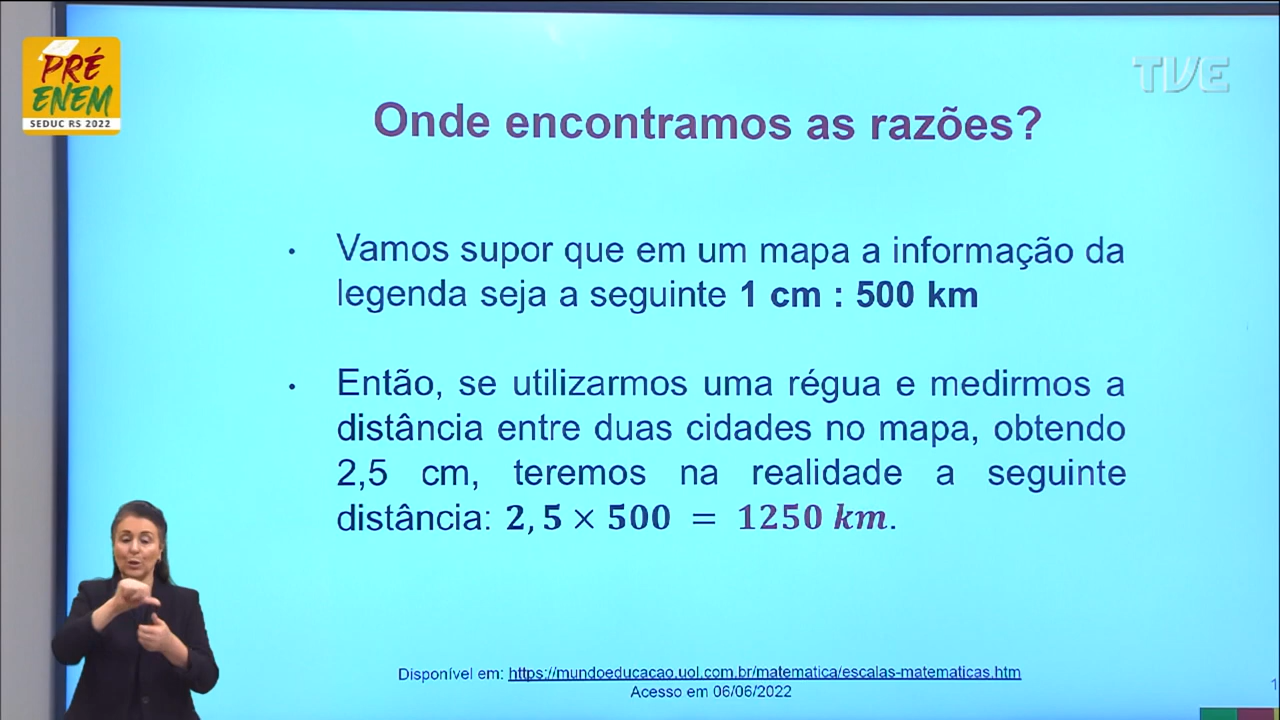 PRÉ
ENEM
SEDUC RS 2022
TVE
Onde encontramos as razões?
• Vamos supor que em um mapa a informação da
legenda seja a seguinte 1 cm : 500 km
• Então, se utilizarmos uma régua e medirmos a
distância entre duas cidades no mapa, obtendo
2,5 cm, teremos na realidade a seguinte
distância: 2,5 × 500 = 1250 km.
Disponível em: https://mundoeducacao.uol.com.br/matematica/escalas-matematicas.htm
Acesso em 06/06/2022